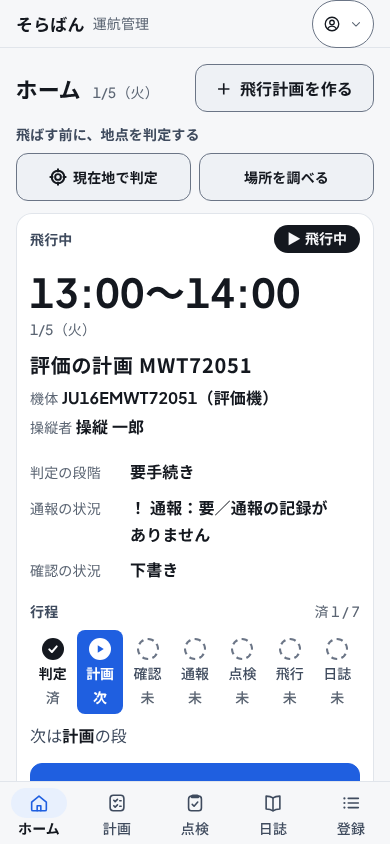 そらばん 運航管理
ホーム 1/5（火）
＋ 飛行計画を作る
飛ばす前に、地点を判定する
現在地で判定 場所を調べる
飛行中 ▶ 飛行中
13:00〜14:00
1/5（火）
評価の計画 MWT72051
機体 JU16EMWT72051（評価機）
操縦者 操縦 一郎
判定の段階 要手続き
通報の状況 ！ 通報：要／通報の記録が
ありません
確認の状況 下書き
行程 済 1 / 7
判定 計画 確認 通報 点検 飛行 日誌
済 次 未 未 未 未 未
次は計画の段
ホーム 計画 点検 日誌 登録